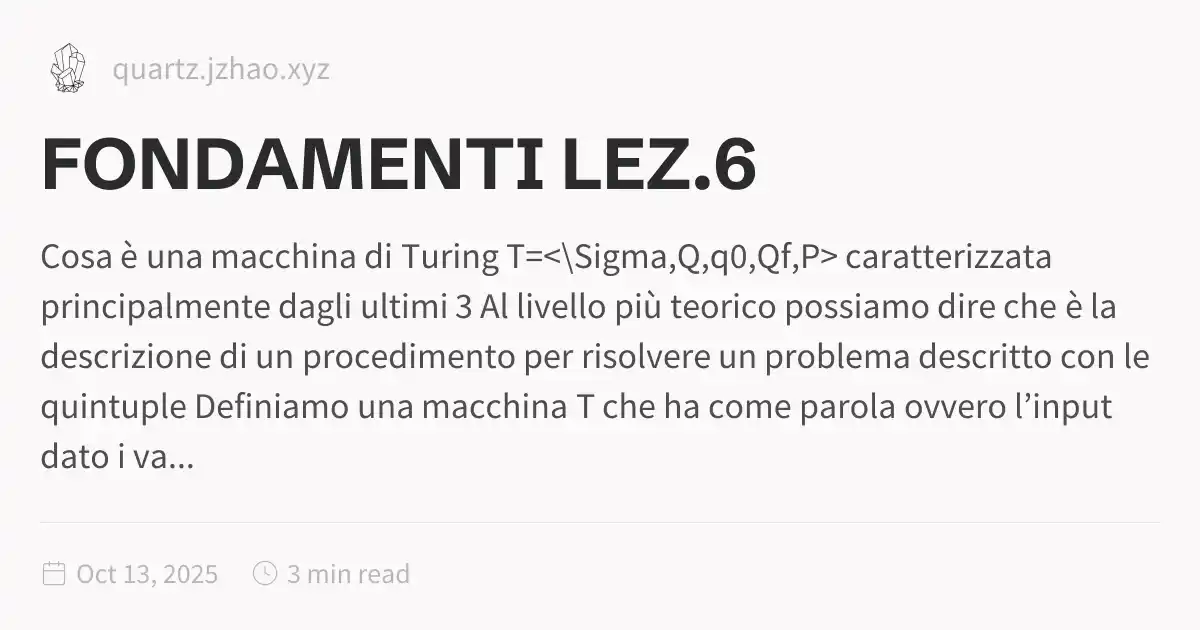 quartz.jzhao.xyz
FONDAMENTI LEZ.6
Cosa è una macchina di Turing T=<\Sigma,Q,q0,Qf,P> caratterizzata
principalmente dagli ultimi 3 Al livello più teorico possiamo dire che è la
descrizione di un procedimento per risolvere un problema descritto con le
quintuple Definiamo una macchina T che ha come parola ovvero l’input
dato i va...
Oct 13, 2025 3 min read